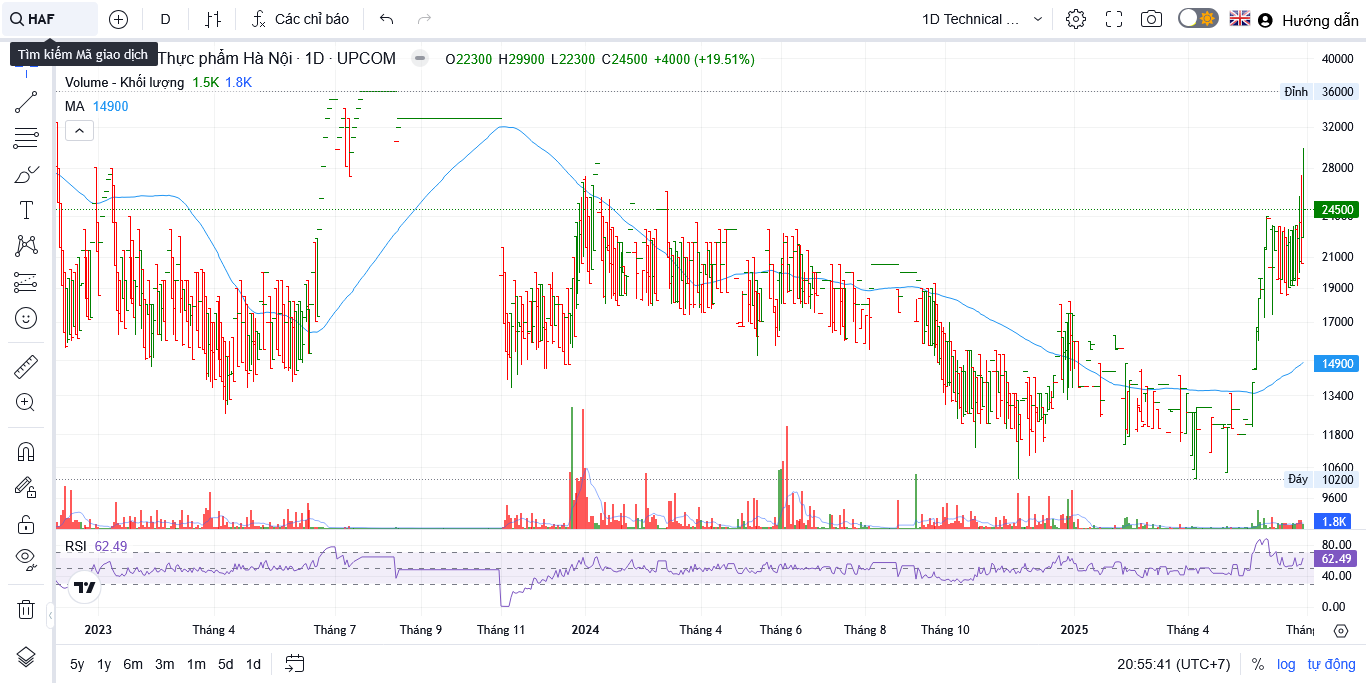 HAF
D
Các chỉ báo
1D Technical ...
Hướng dẫn
Tìm kiếm Mã giao dịch
Thực phẩm Hà Nội · 1D · UPCOM
O22300 H29900 L22300 C24500 +4000 (+19.51%)
Volume - Khối lượng 1.5K 1.8K
MA 14900
40000
Đỉnh 36000
32000
28000
24500
24000
21000
19000
17000
14900
13400
11800
10600
Đáy 10200
9600
1.8K
RSI 62.49
80.00
62.49
40.00
0.00
2023 Tháng 4 Tháng 7 Tháng 9 Tháng 11 2024 Tháng 4 Tháng 6 Tháng 8 Tháng 10 2025 Tháng 4 Tháng
5y 1y 6m 3m 1m 5d 1d
20:55:41 (UTC+7) % log tự động